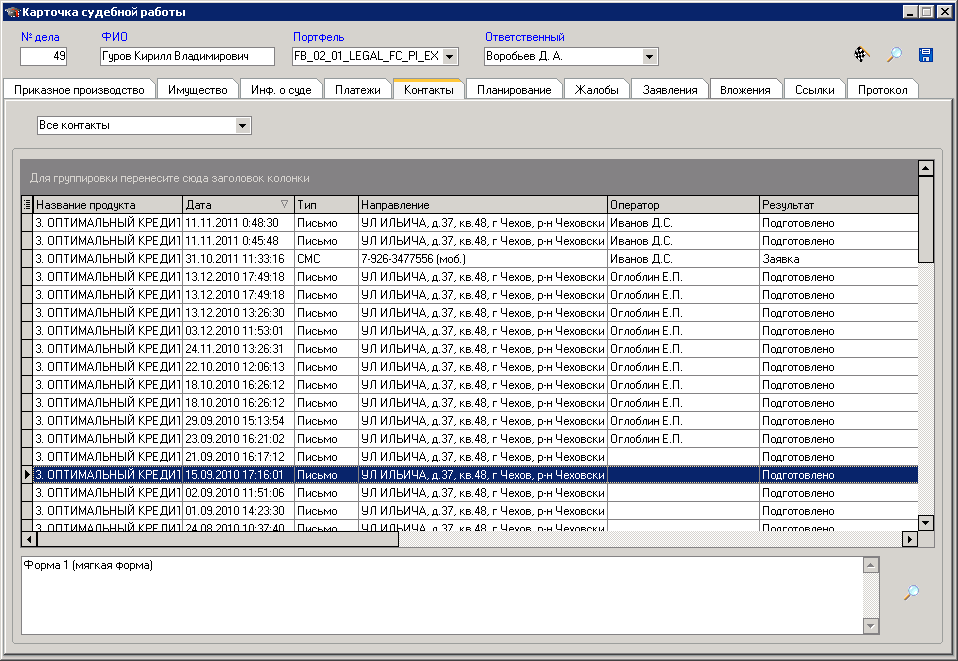 Карточка судебной работы
№ дела ФИО Портфель Ответственный
49 Гуров Кирилл Владимирович FB_02_01_LEGAL_FC_PI_EX Воробьев Д. А.
Приказное производство Имущество Инф. о суде Платежи Контакты Планирование Жалобы Заявления Вложения Ссылки Протокол
Все контакты
Для группировки перенесите сюда заголовок колонки
Название продукта Дата Тип Направление Оператор Результат
3. ОПТИМАЛЬНЫЙ КРЕДИТ 11.11.2011 0:48:30 Письмо УЛ ИЛЬИЧА, д.37, кв.48, г Чехов, р-н Чеховски Иванов Д.С. Подготовлено
3. ОПТИМАЛЬНЫЙ КРЕДИТ 11.11.2011 0:45:48 Письмо УЛ ИЛЬИЧА, д.37, кв.48, г Чехов, р-н Чеховски Иванов Д.С. Подготовлено
3. ОПТИМАЛЬНЫЙ КРЕДИТ 31.10.2011 11:33:16 СМС 7-926-3477556 (моб.) Иванов Д.С. Заявка
3. ОПТИМАЛЬНЫЙ КРЕДИТ 13.12.2010 17:49:18 Письмо УЛ ИЛЬИЧА, д.37, кв.48, г Чехов, р-н Чеховски Оглоблин Е.П. Подготовлено
3. ОПТИМАЛЬНЫЙ КРЕДИТ 13.12.2010 17:49:18 Письмо УЛ ИЛЬИЧА, д.37, кв.48, г Чехов, р-н Чеховски Оглоблин Е.П. Подготовлено
3. ОПТИМАЛЬНЫЙ КРЕДИТ 13.12.2010 13:26:30 Письмо УЛ ИЛЬИЧА, д.37, кв.48, г Чехов, р-н Чеховски Оглоблин Е.П. Подготовлено
3. ОПТИМАЛЬНЫЙ КРЕДИТ 03.12.2010 11:53:01 Письмо УЛ ИЛЬИЧА, д.37, кв.48, г Чехов, р-н Чеховски Оглоблин Е.П. Подготовлено
3. ОПТИМАЛЬНЫЙ КРЕДИТ 24.11.2010 13:26:31 Письмо УЛ ИЛЬИЧА, д.37, кв.48, г Чехов, р-н Чеховски Оглоблин Е.П. Подготовлено
3. ОПТИМАЛЬНЫЙ КРЕДИТ 22.10.2010 12:06:13 Письмо УЛ ИЛЬИЧА, д.37, кв.48, г Чехов, р-н Чеховски Оглоблин Е.П. Подготовлено
3. ОПТИМАЛЬНЫЙ КРЕДИТ 18.10.2010 16:26:12 Письмо УЛ ИЛЬИЧА, д.37, кв.48, г Чехов, р-н Чеховски Оглоблин Е.П. Подготовлено
3. ОПТИМАЛЬНЫЙ КРЕДИТ 18.10.2010 16:26:12 Письмо УЛ ИЛЬИЧА, д.37, кв.48, г Чехов, р-н Чеховски Оглоблин Е.П. Подготовлено
3. ОПТИМАЛЬНЫЙ КРЕДИТ 29.09.2010 15:13:54 Письмо УЛ ИЛЬИЧА, д.37, кв.48, г Чехов, р-н Чеховски Оглоблин Е.П. Подготовлено
3. ОПТИМАЛЬНЫЙ КРЕДИТ 23.09.2010 16:21:02 Письмо УЛ ИЛЬИЧА, д.37, кв.48, г Чехов, р-н Чеховски Оглоблин Е.П. Подготовлено
3. ОПТИМАЛЬНЫЙ КРЕДИТ 21.09.2010 16:17:12 Письмо УЛ ИЛЬИЧА, д.37, кв.48, г Чехов, р-н Чеховски Подготовлено
3. ОПТИМАЛЬНЫЙ КРЕДИТ 15.09.2010 17:16:01 Письмо УЛ ИЛЬИЧА, д.37, кв.48, г Чехов, р-н Чеховски Подготовлено
3. ОПТИМАЛЬНЫЙ КРЕДИТ 02.09.2010 11:51:06 Письмо УЛ ИЛЬИЧА, д.37, кв.48, г Чехов, р-н Чеховски Подготовлено
3. ОПТИМАЛЬНЫЙ КРЕДИТ 01.09.2010 14:23:30 Письмо УЛ ИЛЬИЧА, д.37, кв.48, г Чехов, р-н Чеховски Подготовлено
3. ОПТИМАЛЬНЫЙ КРЕДИТ 24.08.2010 10:37:40 Письмо УЛ ИЛЬИЧА, д.37, кв.48, г Чехов, р-н Чеховски Подготовлено
Форма 1 (мягкая форма)